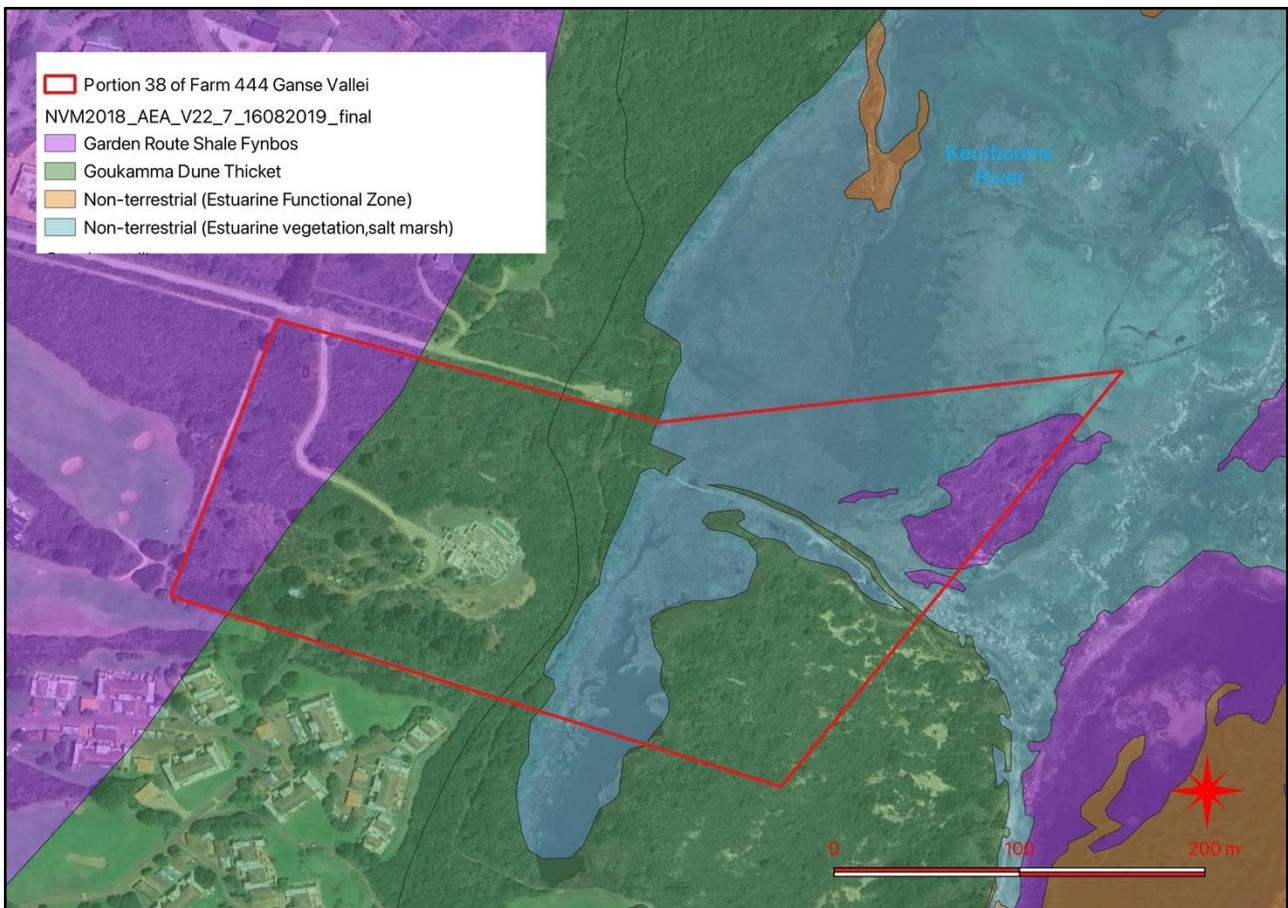 Portion 38 of Farm 444 Ganse Vallei
NVM2018_AEA_V22_7_16082019_final
Garden Route Shale Fynbos
Goukamma Dune Thicket
Non-terrestrial (Estuarine Functional Zone)
Non-terrestrial (Estuarine vegetation,salt marsh)
Keurbooms
River
0 100 200 m